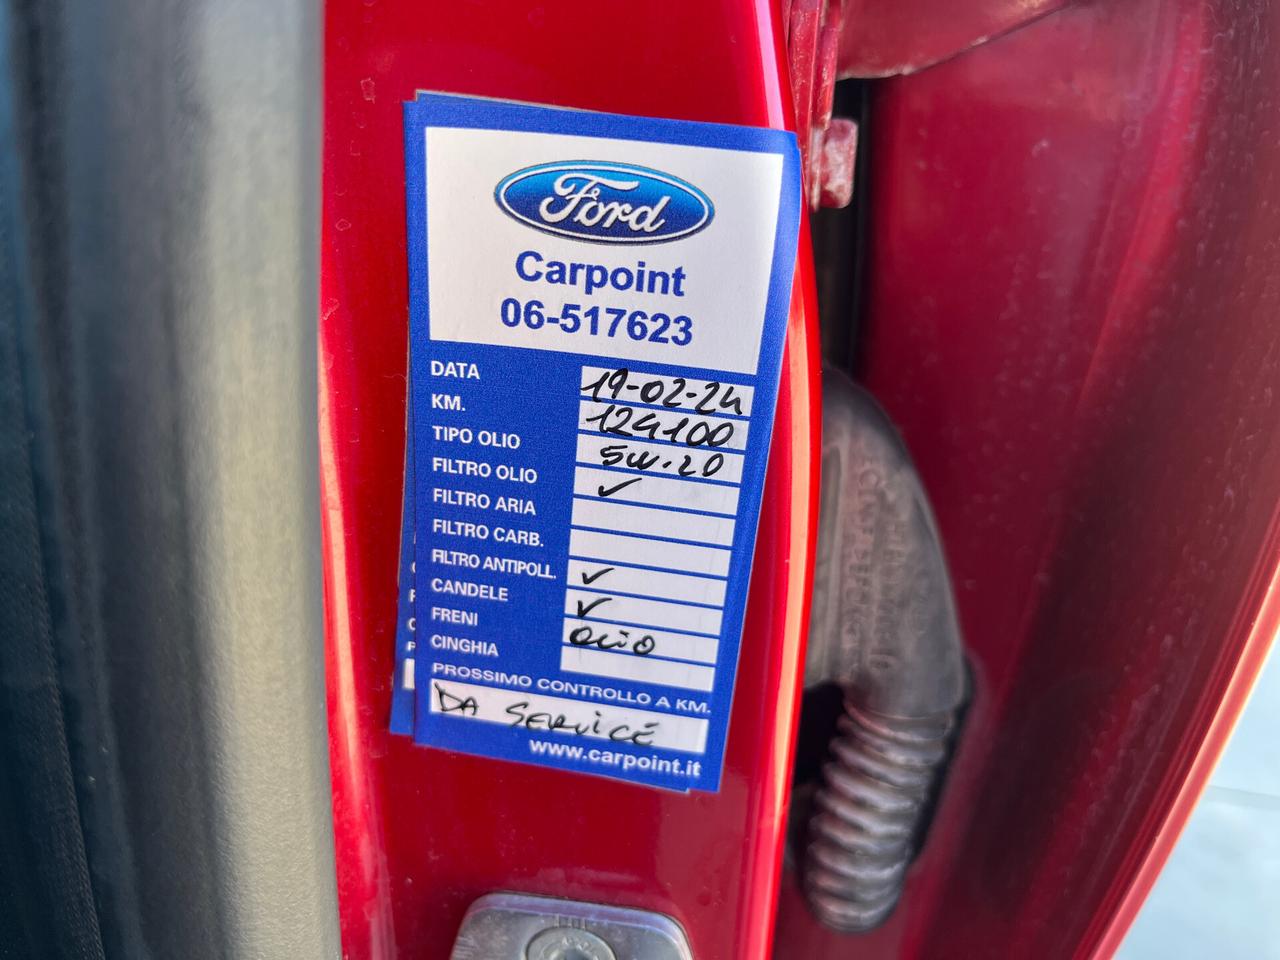 Ford
Carpoint
06-517623
DATA 19-02-24
KM. 124100
TIPO OLIO 5W-20
FILTRO OLIO ✓
FILTRO ARIA
FILTRO CARB.
FILTRO ANTIPOLL. ✓
CANDELE ✓
FRENI OLIO
CINGHIA
PROSSIMO CONTROLLO A KM.
DA SERVICE
www.carpoint.it